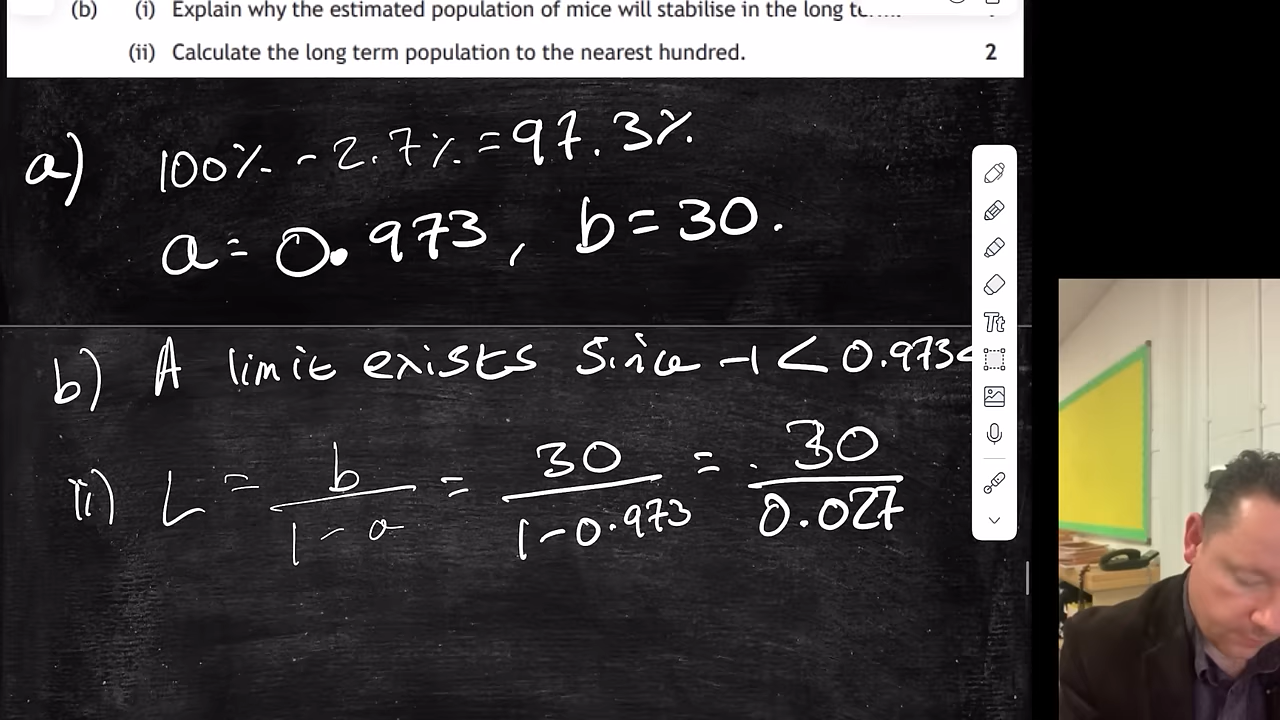 (b) (i) Explain why the estimated population of mice will stabilise in the long
(ii) Calculate the long term population to the nearest hundred. 2
a) 100% - 2.7% = 97.3%
a = 0.973, b = 30.
b) A limit exists since -1 < 0.973 <
ii) L = b / 1 - a = 30 / 1 - 0.973 = 30 / 0.027
Tt